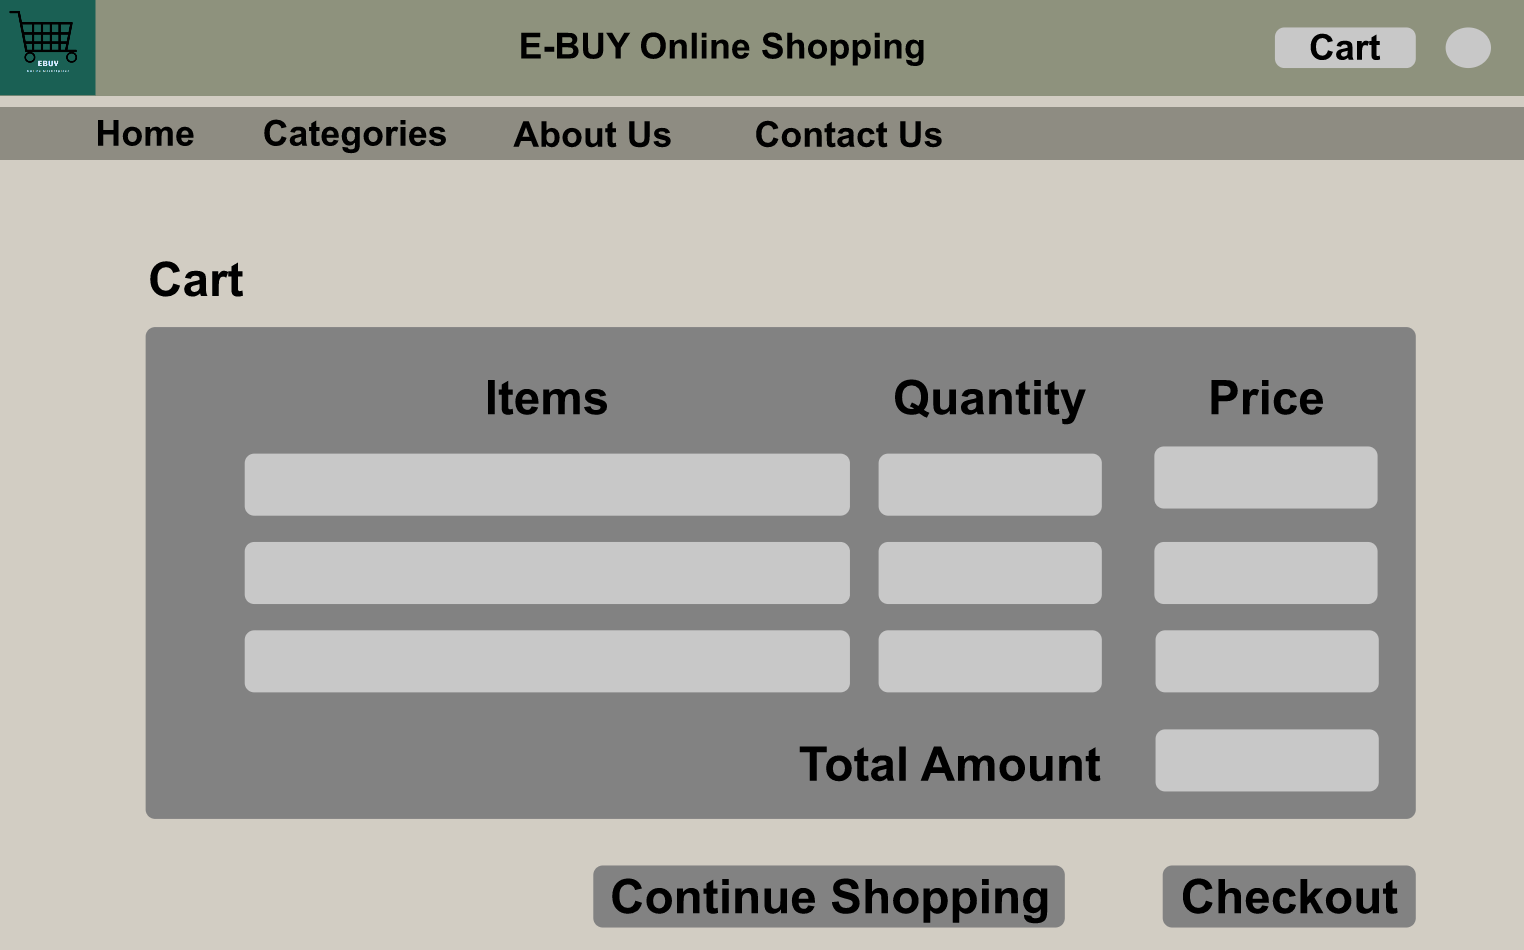 EBUY
E-BUY Online Shopping
Cart
Home Categories About Us Contact Us
Cart
Items Quantity Price
Total Amount
Continue Shopping Checkout